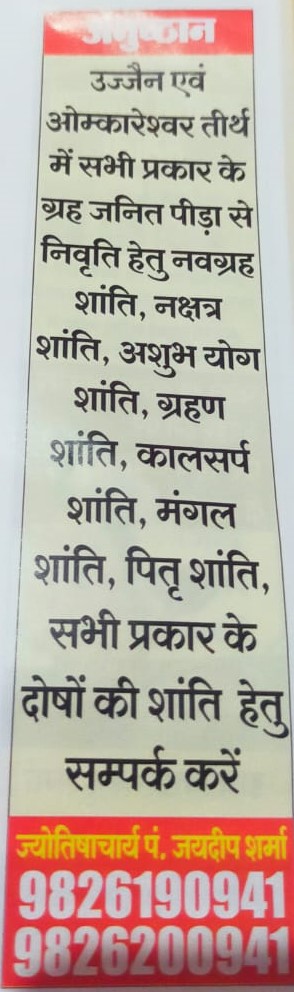 अनुष्ठान
उज्जैन एवं
ओम्कारेश्वर तीर्थ
में सभी प्रकार के
ग्रह जनित पीड़ा से
निवृति हेतु नवग्रह
शांति, नक्षत्र
शांति, अशुभ योग
शांति, ग्रहण
शांति, कालसर्प
शांति, मंगल
शांति, पितृ शांति,
सभी प्रकार के
दोषों की शांति हेतु
सम्पर्क करें
ज्योतिषाचार्य पं. जयदीप शर्मा
9826190941
9826200941